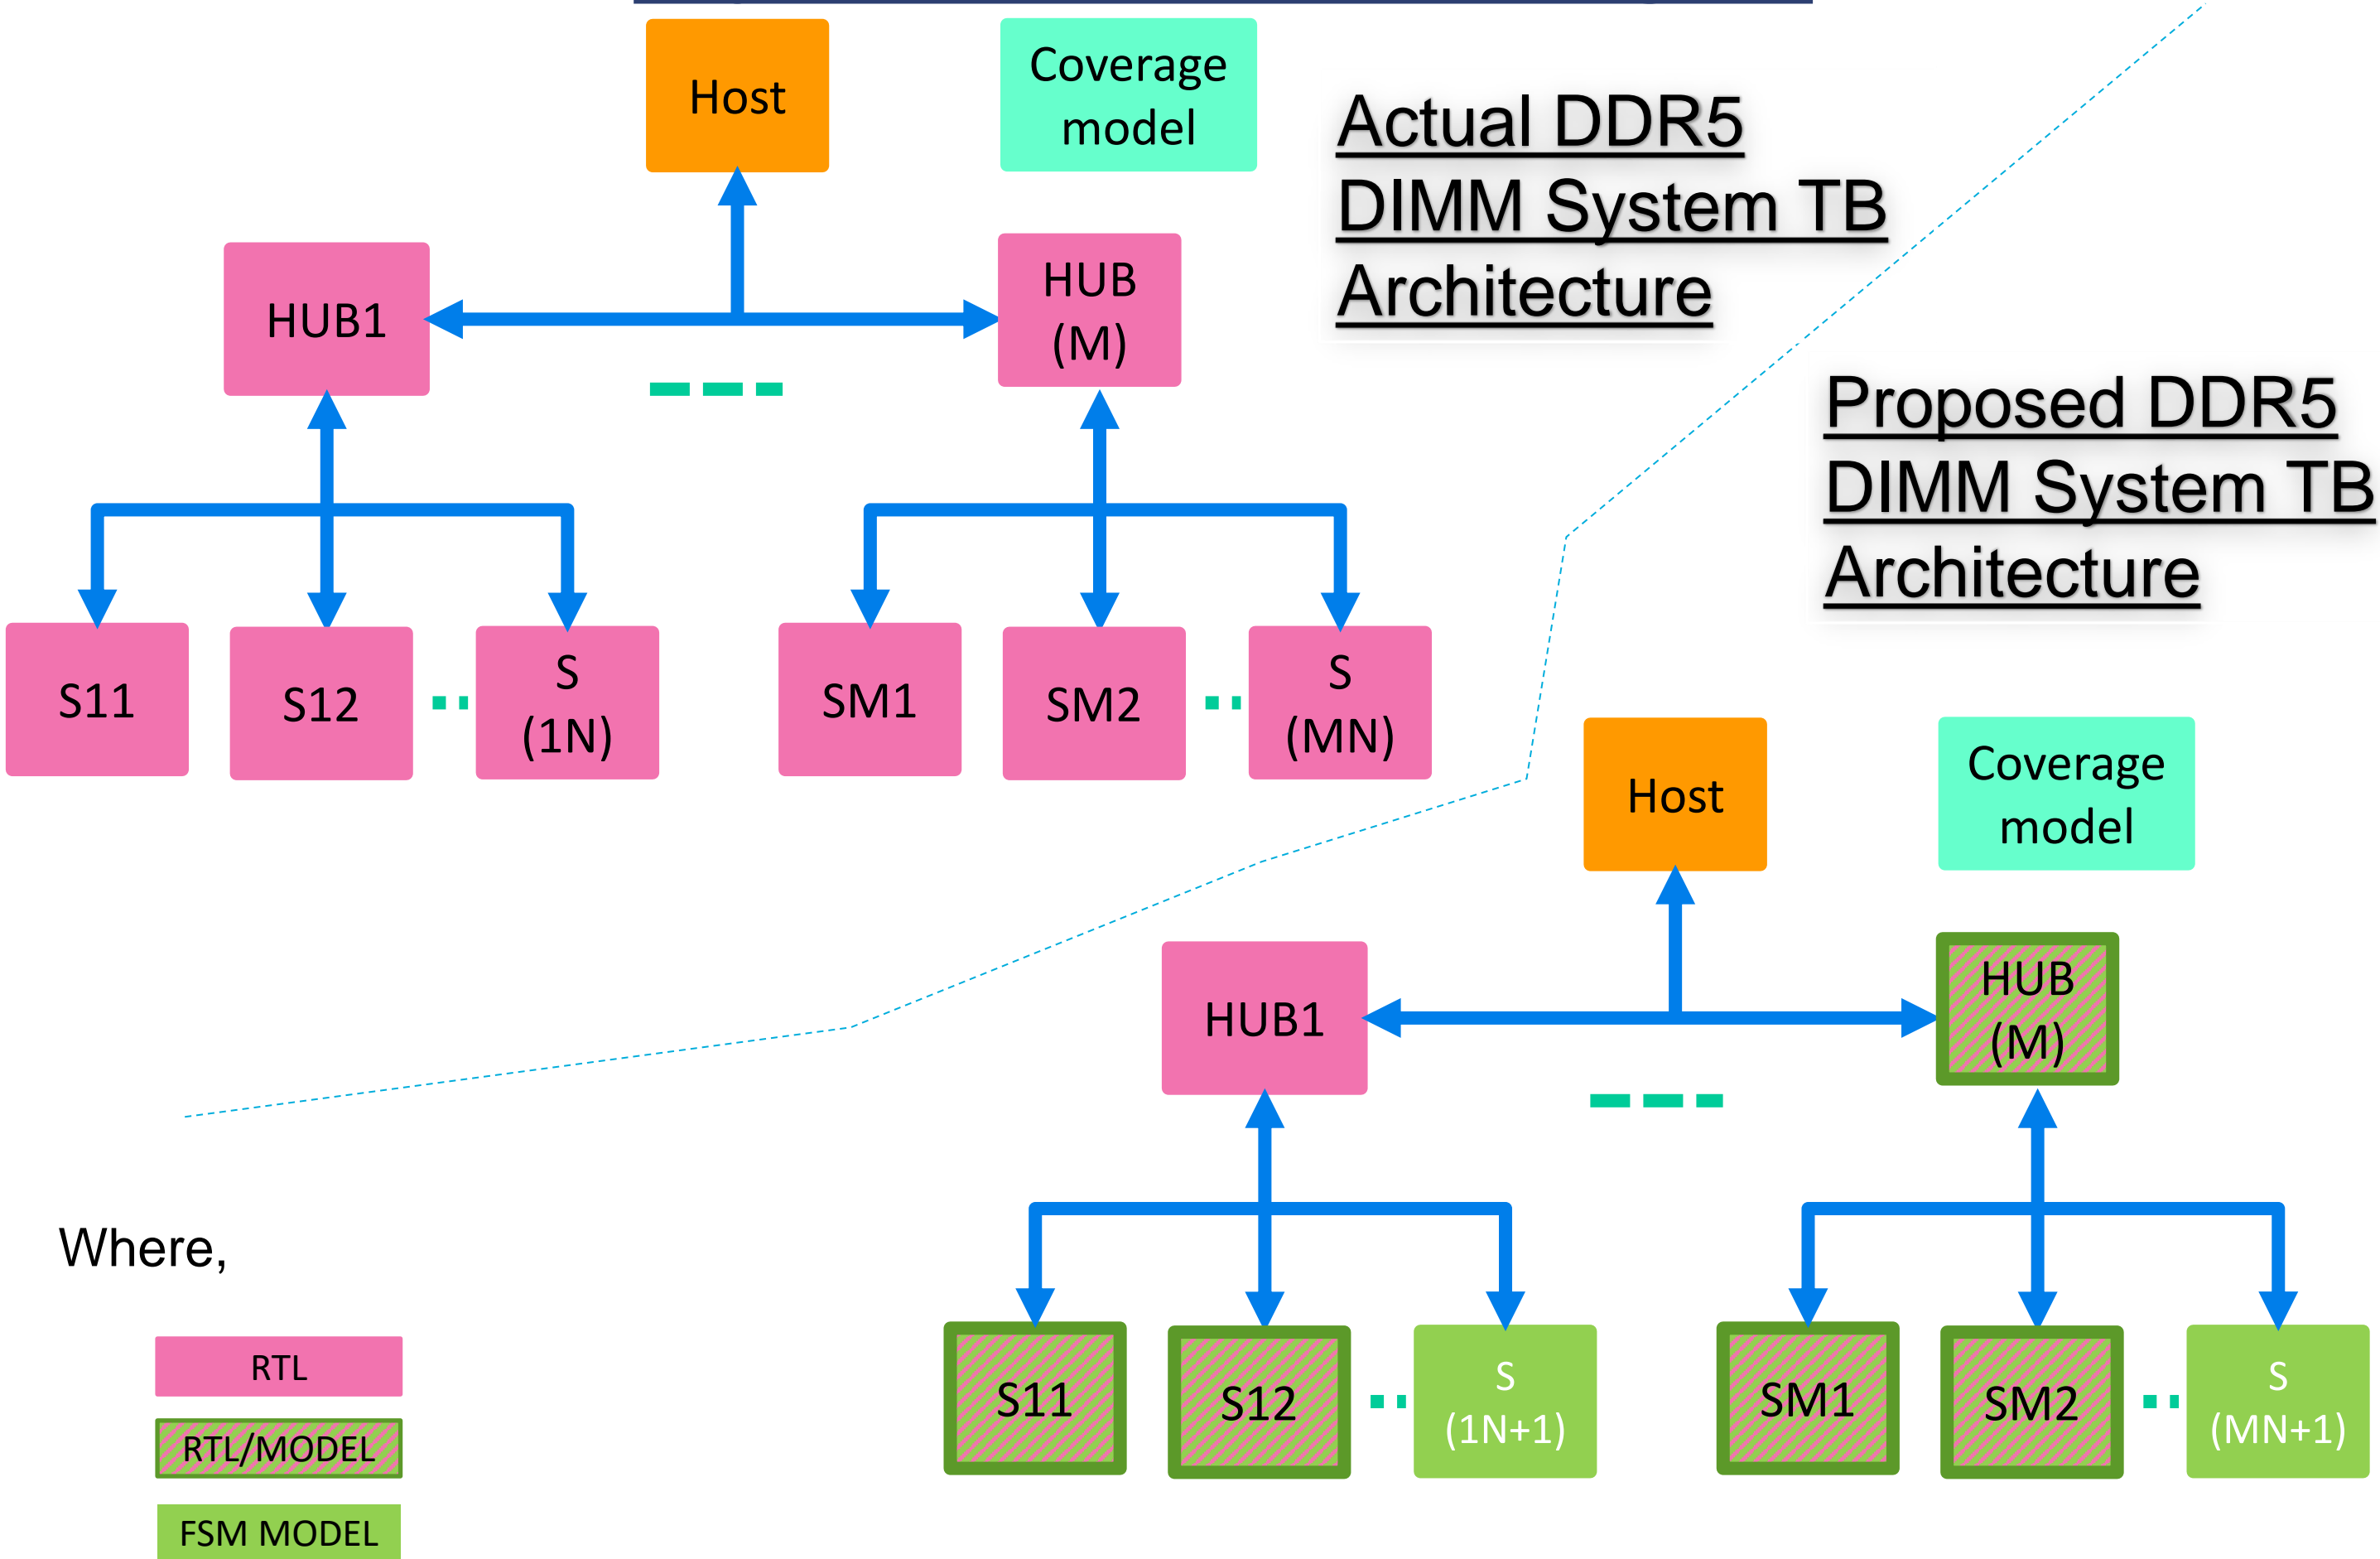 Host
Coverage
model
Actual DDR5
DIMM System TB
Architecture
HUB1
HUB
(M)
S11
S12
S
(1N)
SM1
SM2
S
(MN)
Proposed DDR5
DIMM System TB
Architecture
Host
Coverage
model
HUB1
HUB
(M)
S11
S12
S
(1N+1)
SM1
SM2
S
(MN+1)
Where,
RTL
RTL/MODEL
FSM MODEL